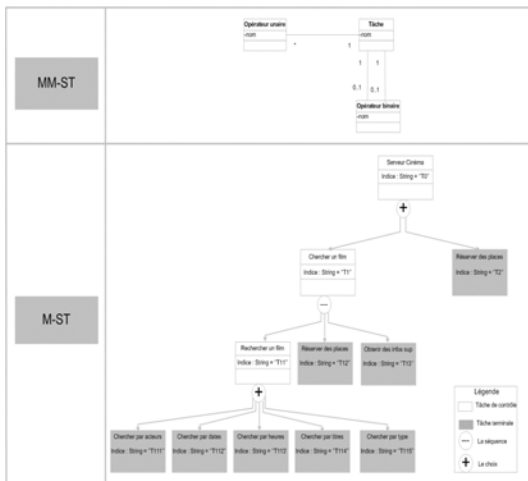 MM-ST
Opérateur unaire
-nom
*
1
Tâche
-nom
1
1
0..1
0..1
Opérateur binaire
-nom
M-ST
Serveur Cinéma
Indice : String = "T0"
+
Chercher un film
Indice : String = "T1"
Réserver des places
Indice : String = "T2"
Rechercher un film
Indice : String = "T11"
Réserver des places
Indice : String = "T12"
Obtenir des infos sup
Indice : String = "T13"
+
Chercher par acteurs
Indice : String = "T111"
Chercher par dates
Indice : String = "T112"
Chercher par heures
Indice : String = "T113"
Chercher par titres
Indice : String = "T114"
Chercher par type
Indice : String = "T115"
Légende
Tâche de contrôle
Tâche terminale
La séquence
+
Le choix